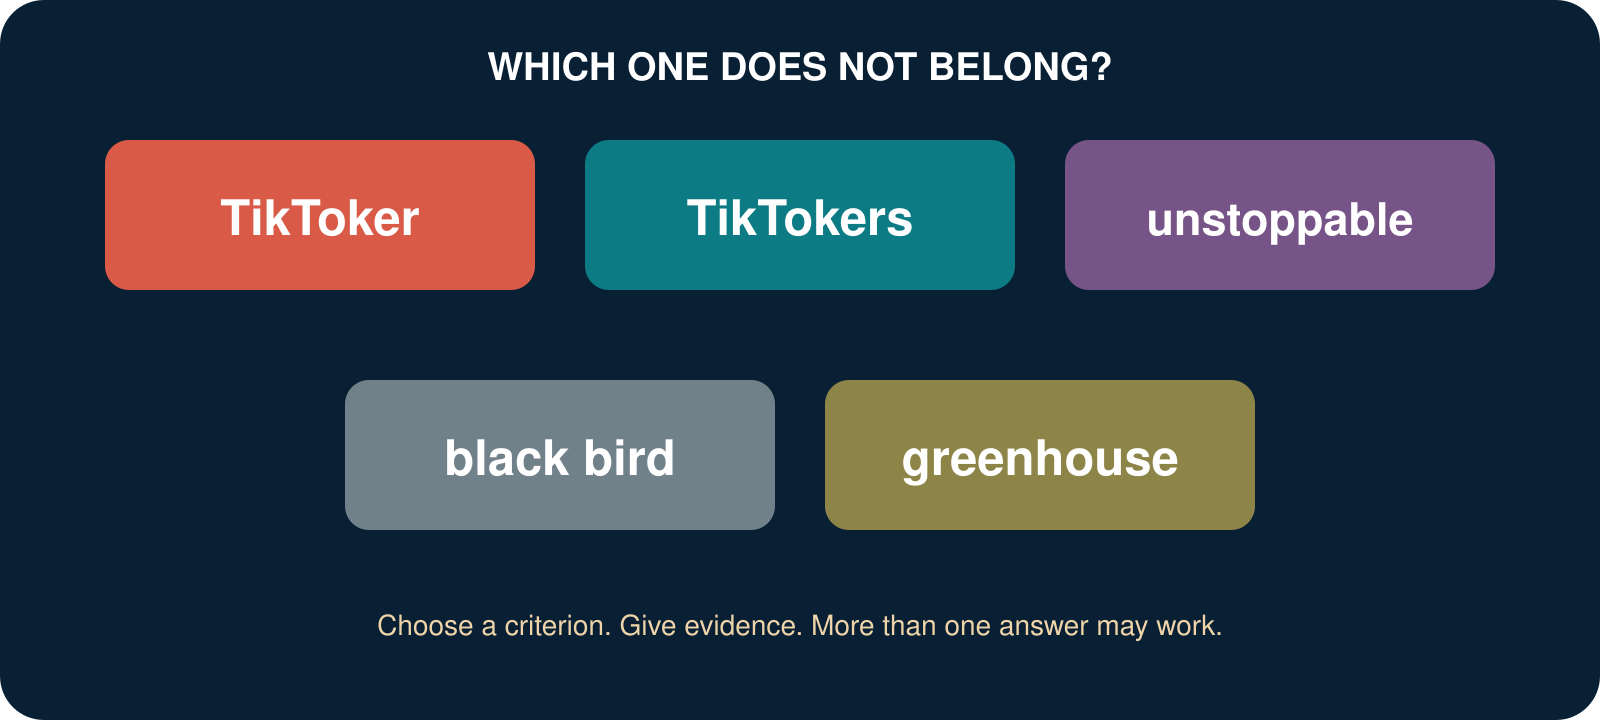 WHICH ONE DOES NOT BELONG?
TikToker
TikTokers
unstoppable
black bird
greenhouse
Choose a criterion. Give evidence. More than one answer may work.